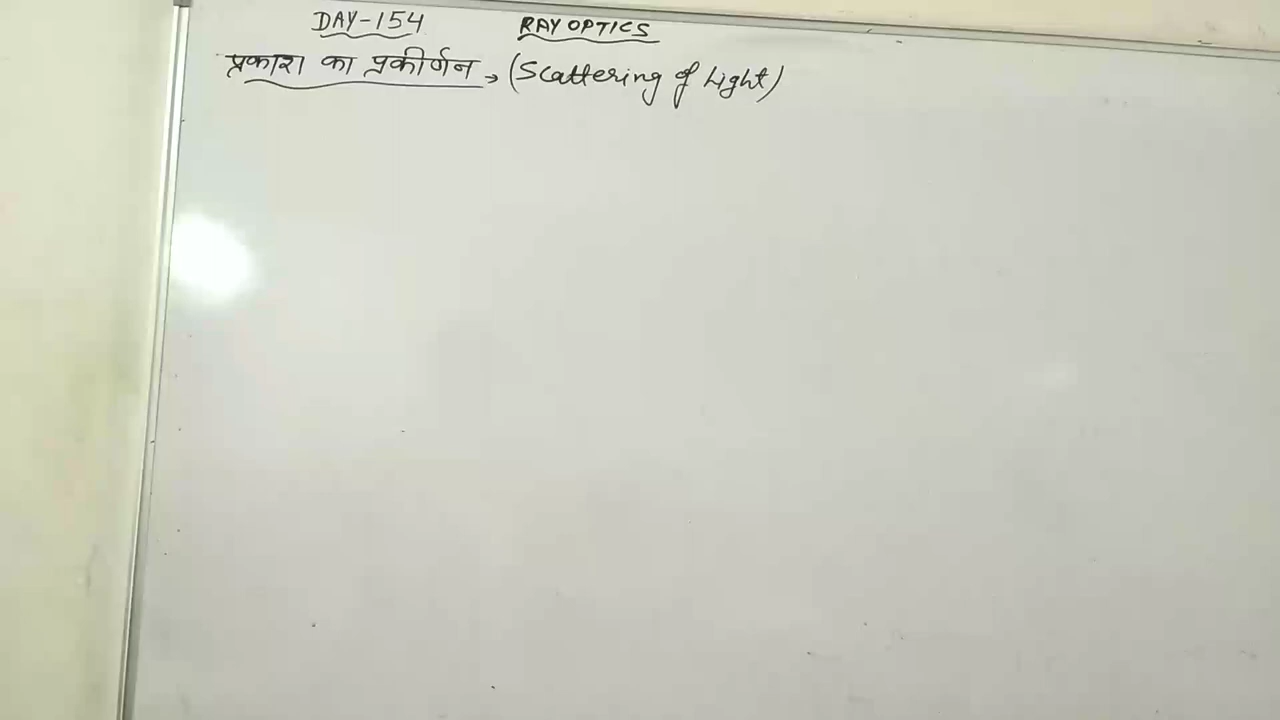 DAY-154 RAY OPTICS
प्रकाश का प्रकीर्णन → (Scattering of Light)